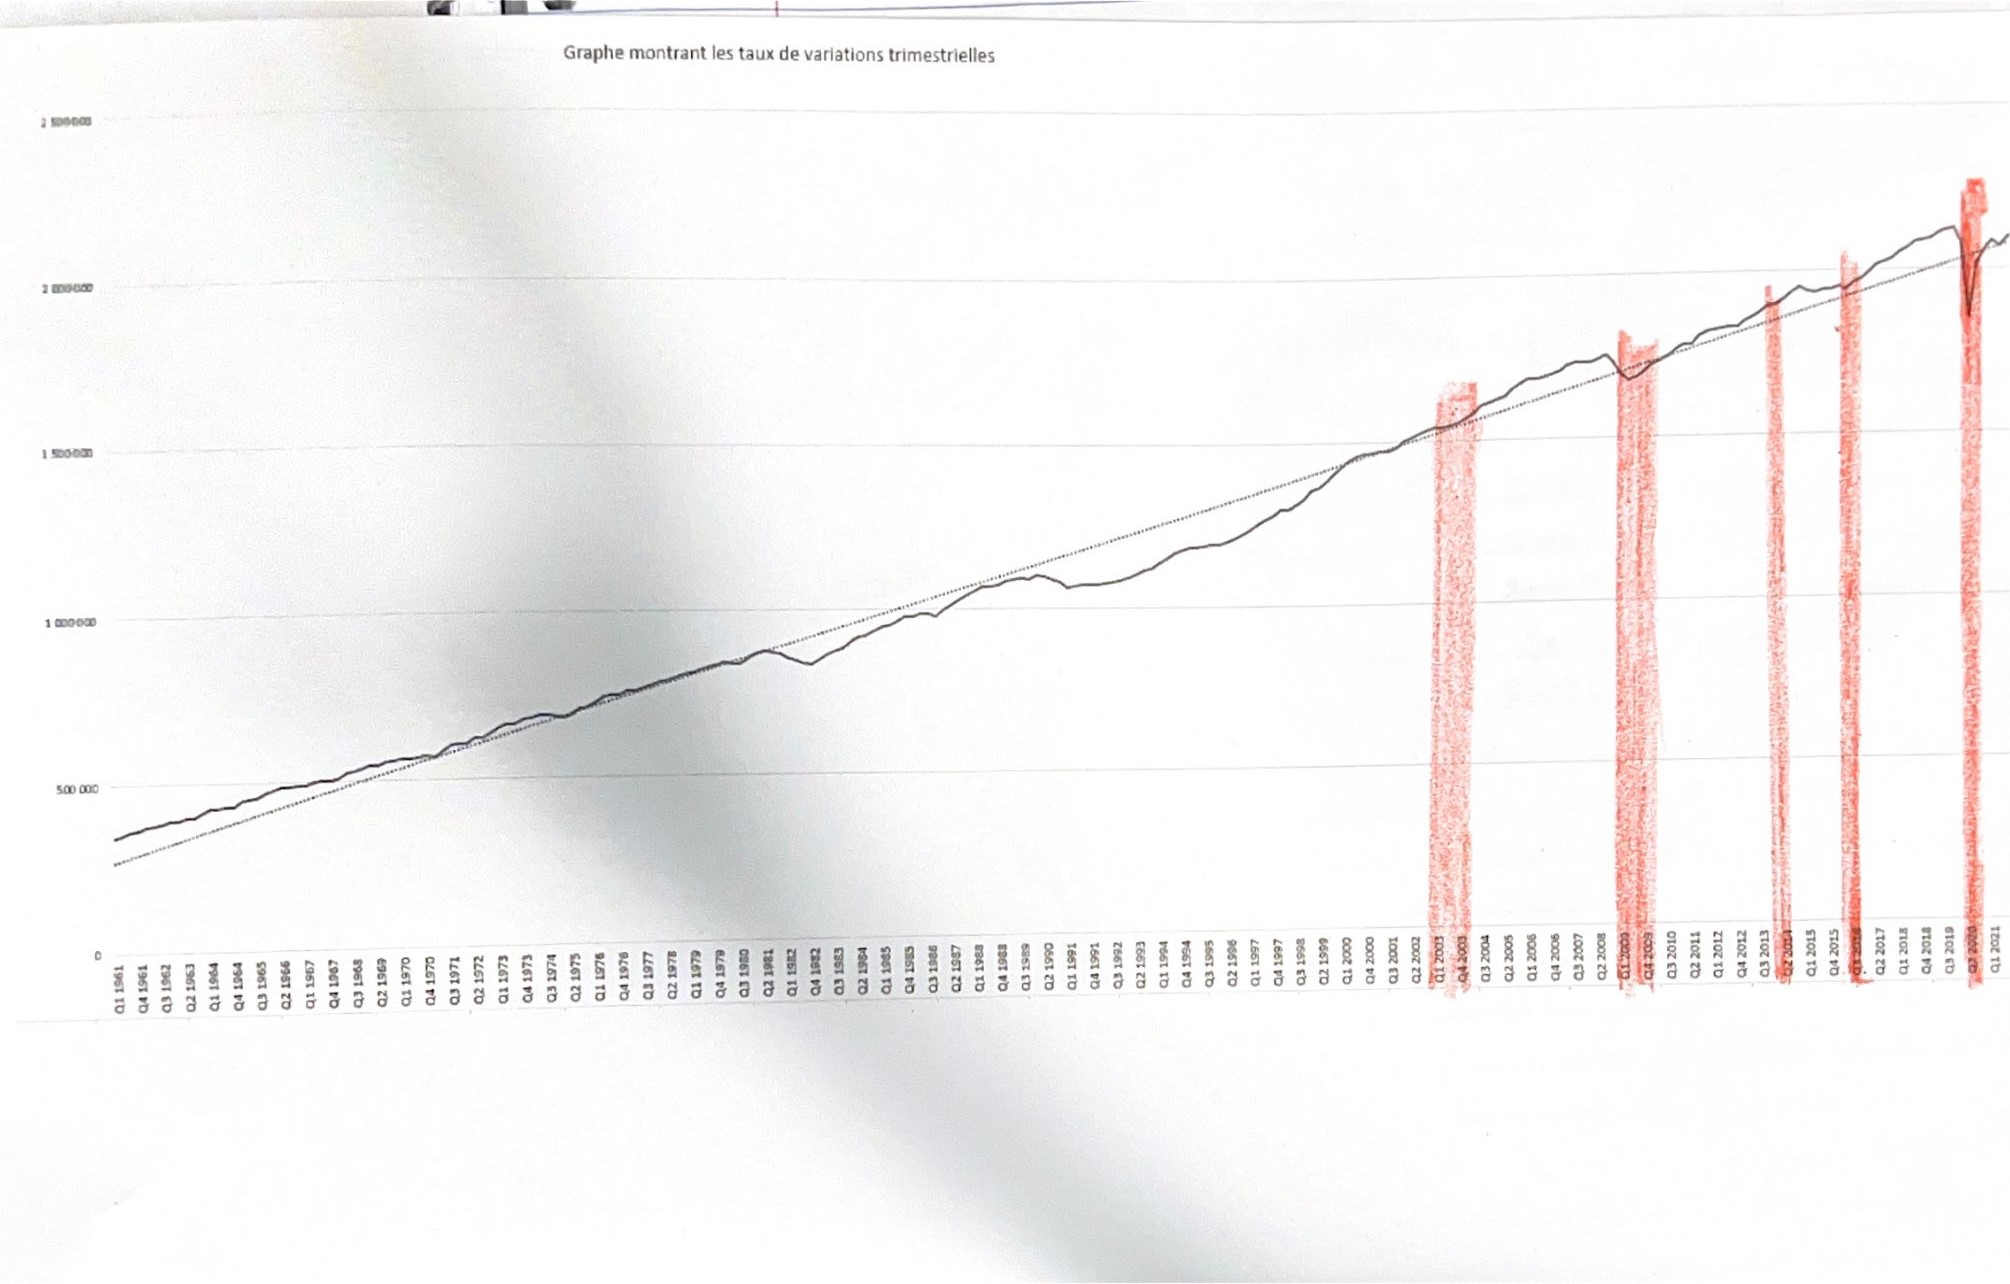 Graphe montrant les taux de variations trimestrielles
2 500 000
2 000 000
1 500 000
1 000 000
500 000
0
Q1 1961
Q4 1961
Q3 1962
Q2 1963
Q1 1964
Q4 1964
Q3 1965
Q2 1966
Q1 1967
Q4 1967
Q3 1968
Q2 1969
Q1 1970
Q4 1970
Q3 1971
Q2 1972
Q1 1973
Q4 1973
Q3 1974
Q2 1975
Q1 1976
Q4 1976
Q3 1977
Q2 1978
Q1 1979
Q4 1979
Q3 1980
Q2 1981
Q1 1982
Q4 1982
Q3 1983
Q2 1984
Q1 1985
Q4 1985
Q3 1986
Q2 1987
Q1 1988
Q4 1988
Q3 1989
Q2 1990
Q1 1991
Q4 1991
Q3 1992
Q2 1993
Q1 1994
Q4 1994
Q3 1995
Q2 1996
Q1 1997
Q4 1997
Q3 1998
Q2 1999
Q1 2000
Q4 2000
Q3 2001
Q2 2002
Q1 2003
Q4 2003
Q3 2004
Q2 2005
Q1 2006
Q4 2006
Q3 2007
Q2 2008
Q1 2009
Q4 2009
Q3 2010
Q2 2011
Q1 2012
Q4 2012
Q3 2013
Q2 2014
Q1 2015
Q4 2015
Q3 2016
Q2 2017
Q1 2018
Q4 2018
Q3 2019
Q2 2020
Q1 2021